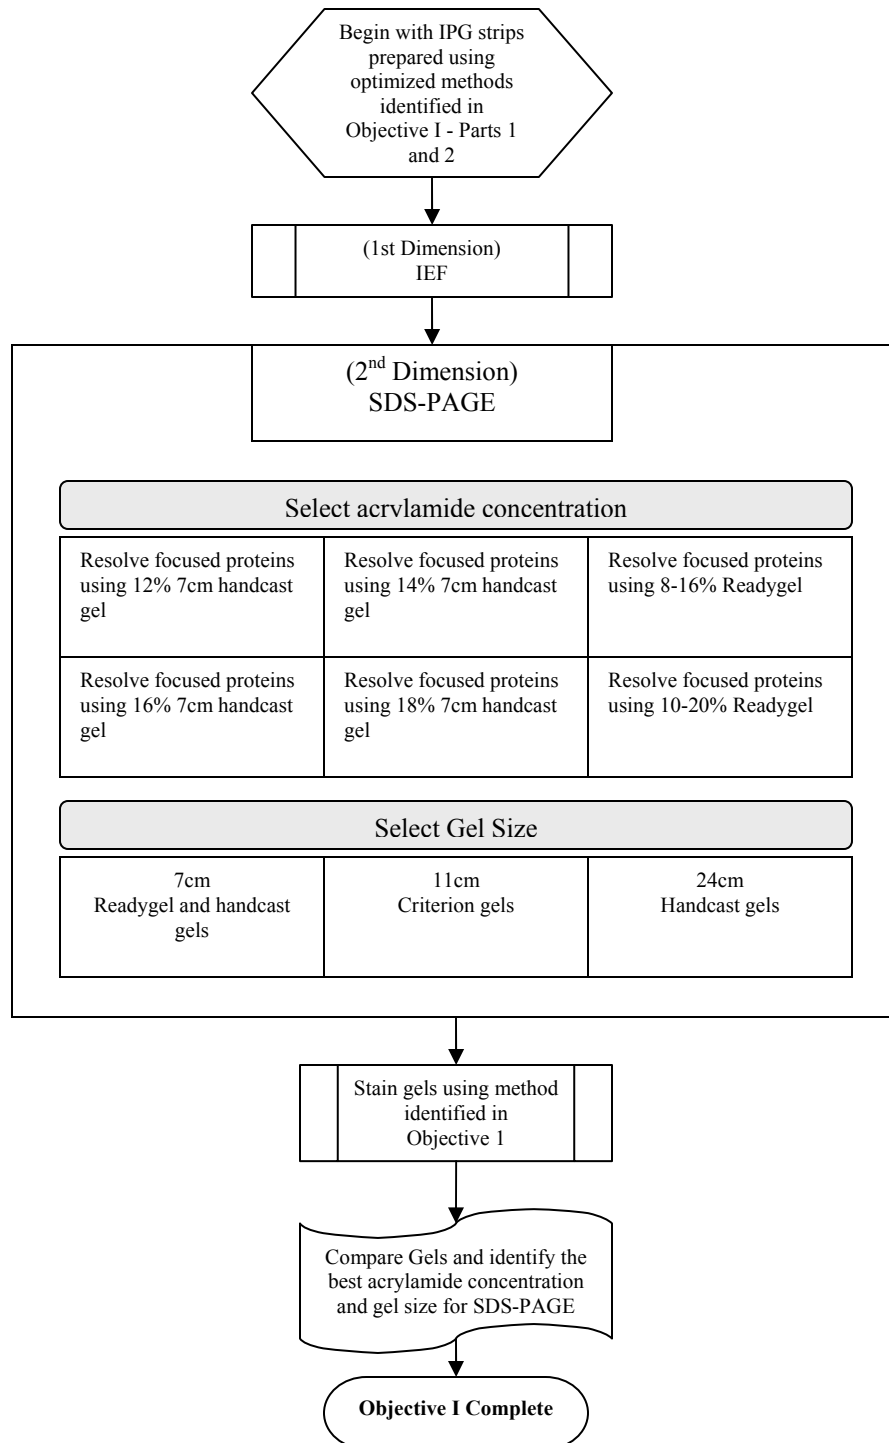 Begin with IPG strips
prepared using
optimized methods
identified in
Objective I - Parts 1
and 2
(1st Dimension)
IEF
(2nd Dimension)
SDS-PAGE
Select acrvlamide concentration
Resolve focused proteins
using 12% 7cm handcast
gel
Resolve focused proteins
using 14% 7cm handcast
gel
Resolve focused proteins
using 8-16% Readygel
Resolve focused proteins
using 16% 7cm handcast
gel
Resolve focused proteins
using 18% 7cm handcast
gel
Resolve focused proteins
using 10-20% Readygel
Select Gel Size
7cm
Readygel and handcast
gels
11cm
Criterion gels
24cm
Handcast gels
Stain gels using method
identified in
Objective 1
Compare Gels and identify the
best acrylamide concentration
and gel size for SDS-PAGE
Objective I Complete